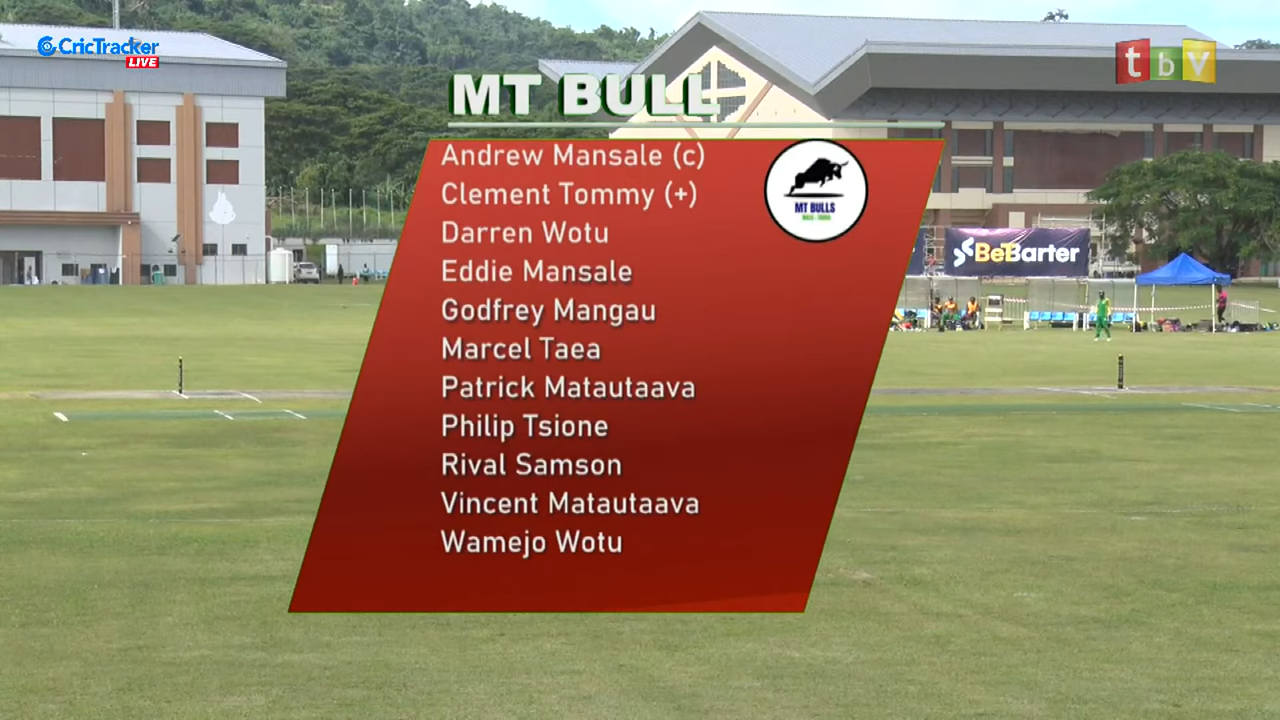 CricTracker
LIVE
tbv
MT BULL
Andrew Mansale (c)
Clement Tommy (+)
Darren Wotu
Eddie Mansale
Godfrey Mangau
Marcel Taea
Patrick Matautaava
Philip Tsione
Rival Samson
Vincent Matautaava
Wamejo Wotu
MT BULLS
BetBarter